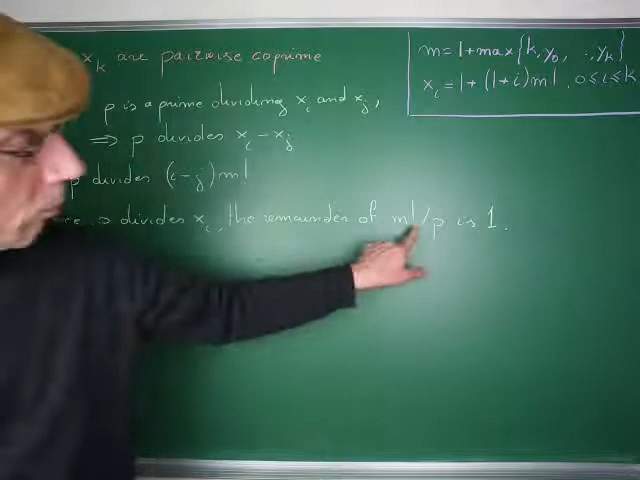 x_k are pairwise coprime
m = 1 + max{k, y_0, ..., y_k}
x_i = 1 + (1+i)m!, 0 ≤ i ≤ k
p is a prime dividing x_i and x_j,
⟹ p divides x_i - x_j
p divides (i-j)m!
p divides x_i, the remainder of m!/p is 1.